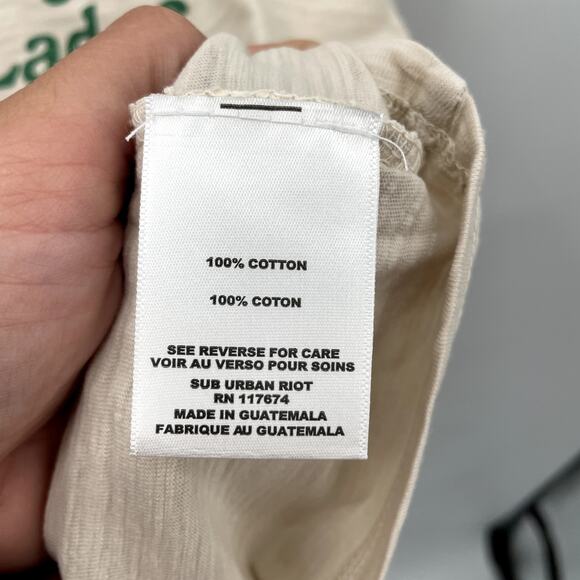 Lad
100% COTTON
100% COTON
SEE REVERSE FOR CARE
VOIR AU VERSO POUR SOINS
SUB URBAN RIOT
RN 117674
MADE IN GUATEMALA
FABRIQUE AU GUATEMALA